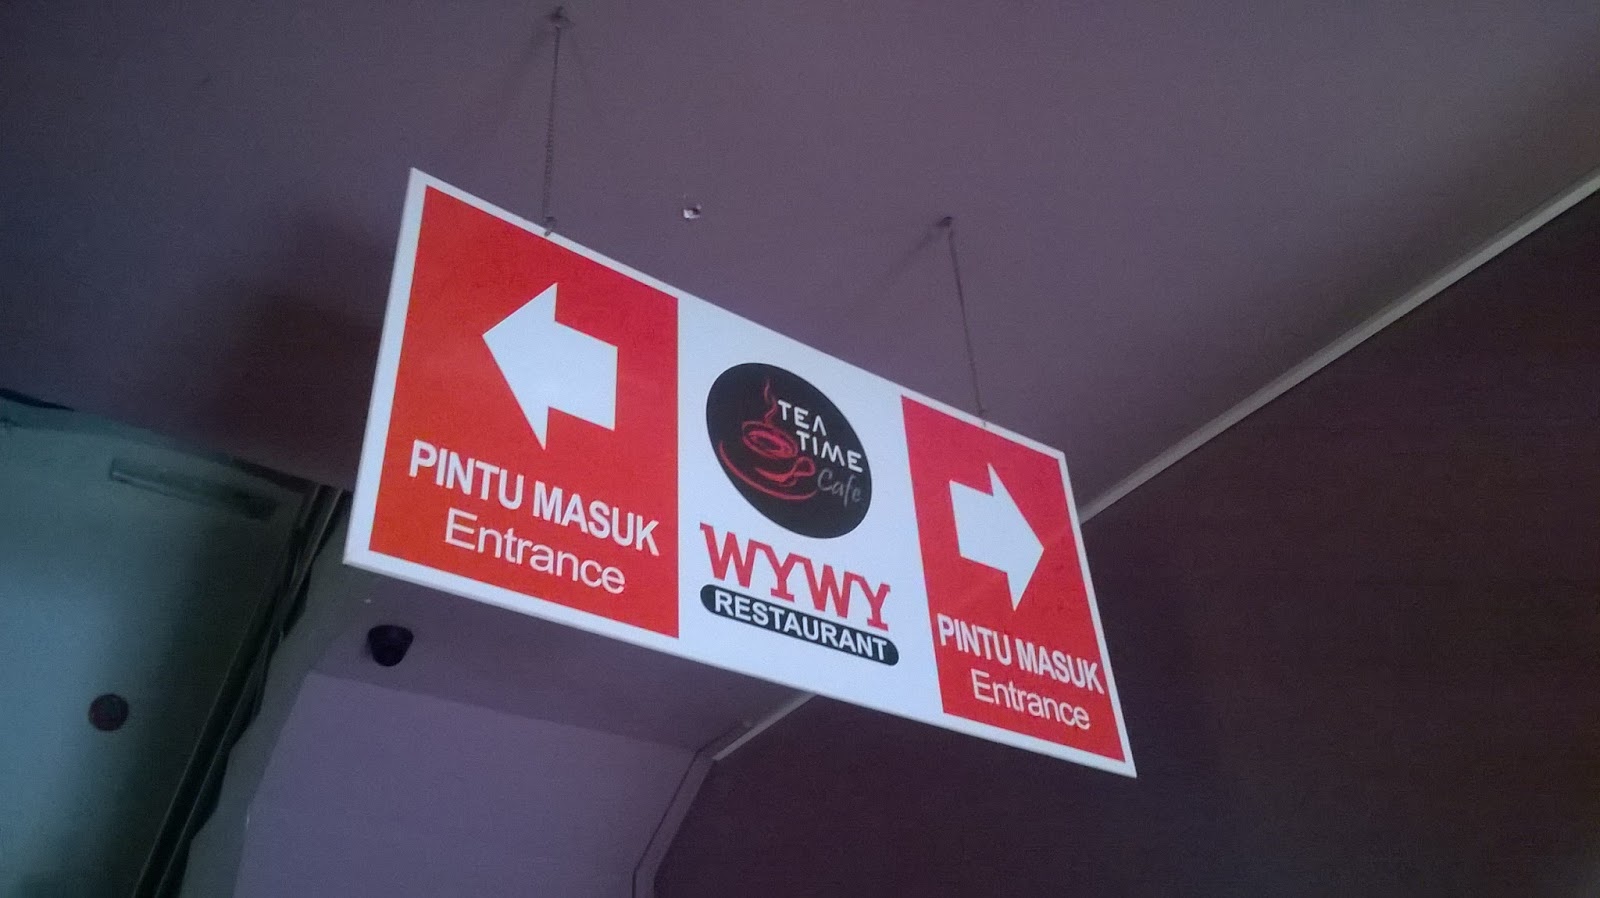 PINTU MASUK
Entrance
TEA
TIME
Cafe
WYWY
RESTAURANT
PINTU MASUK
Entrance